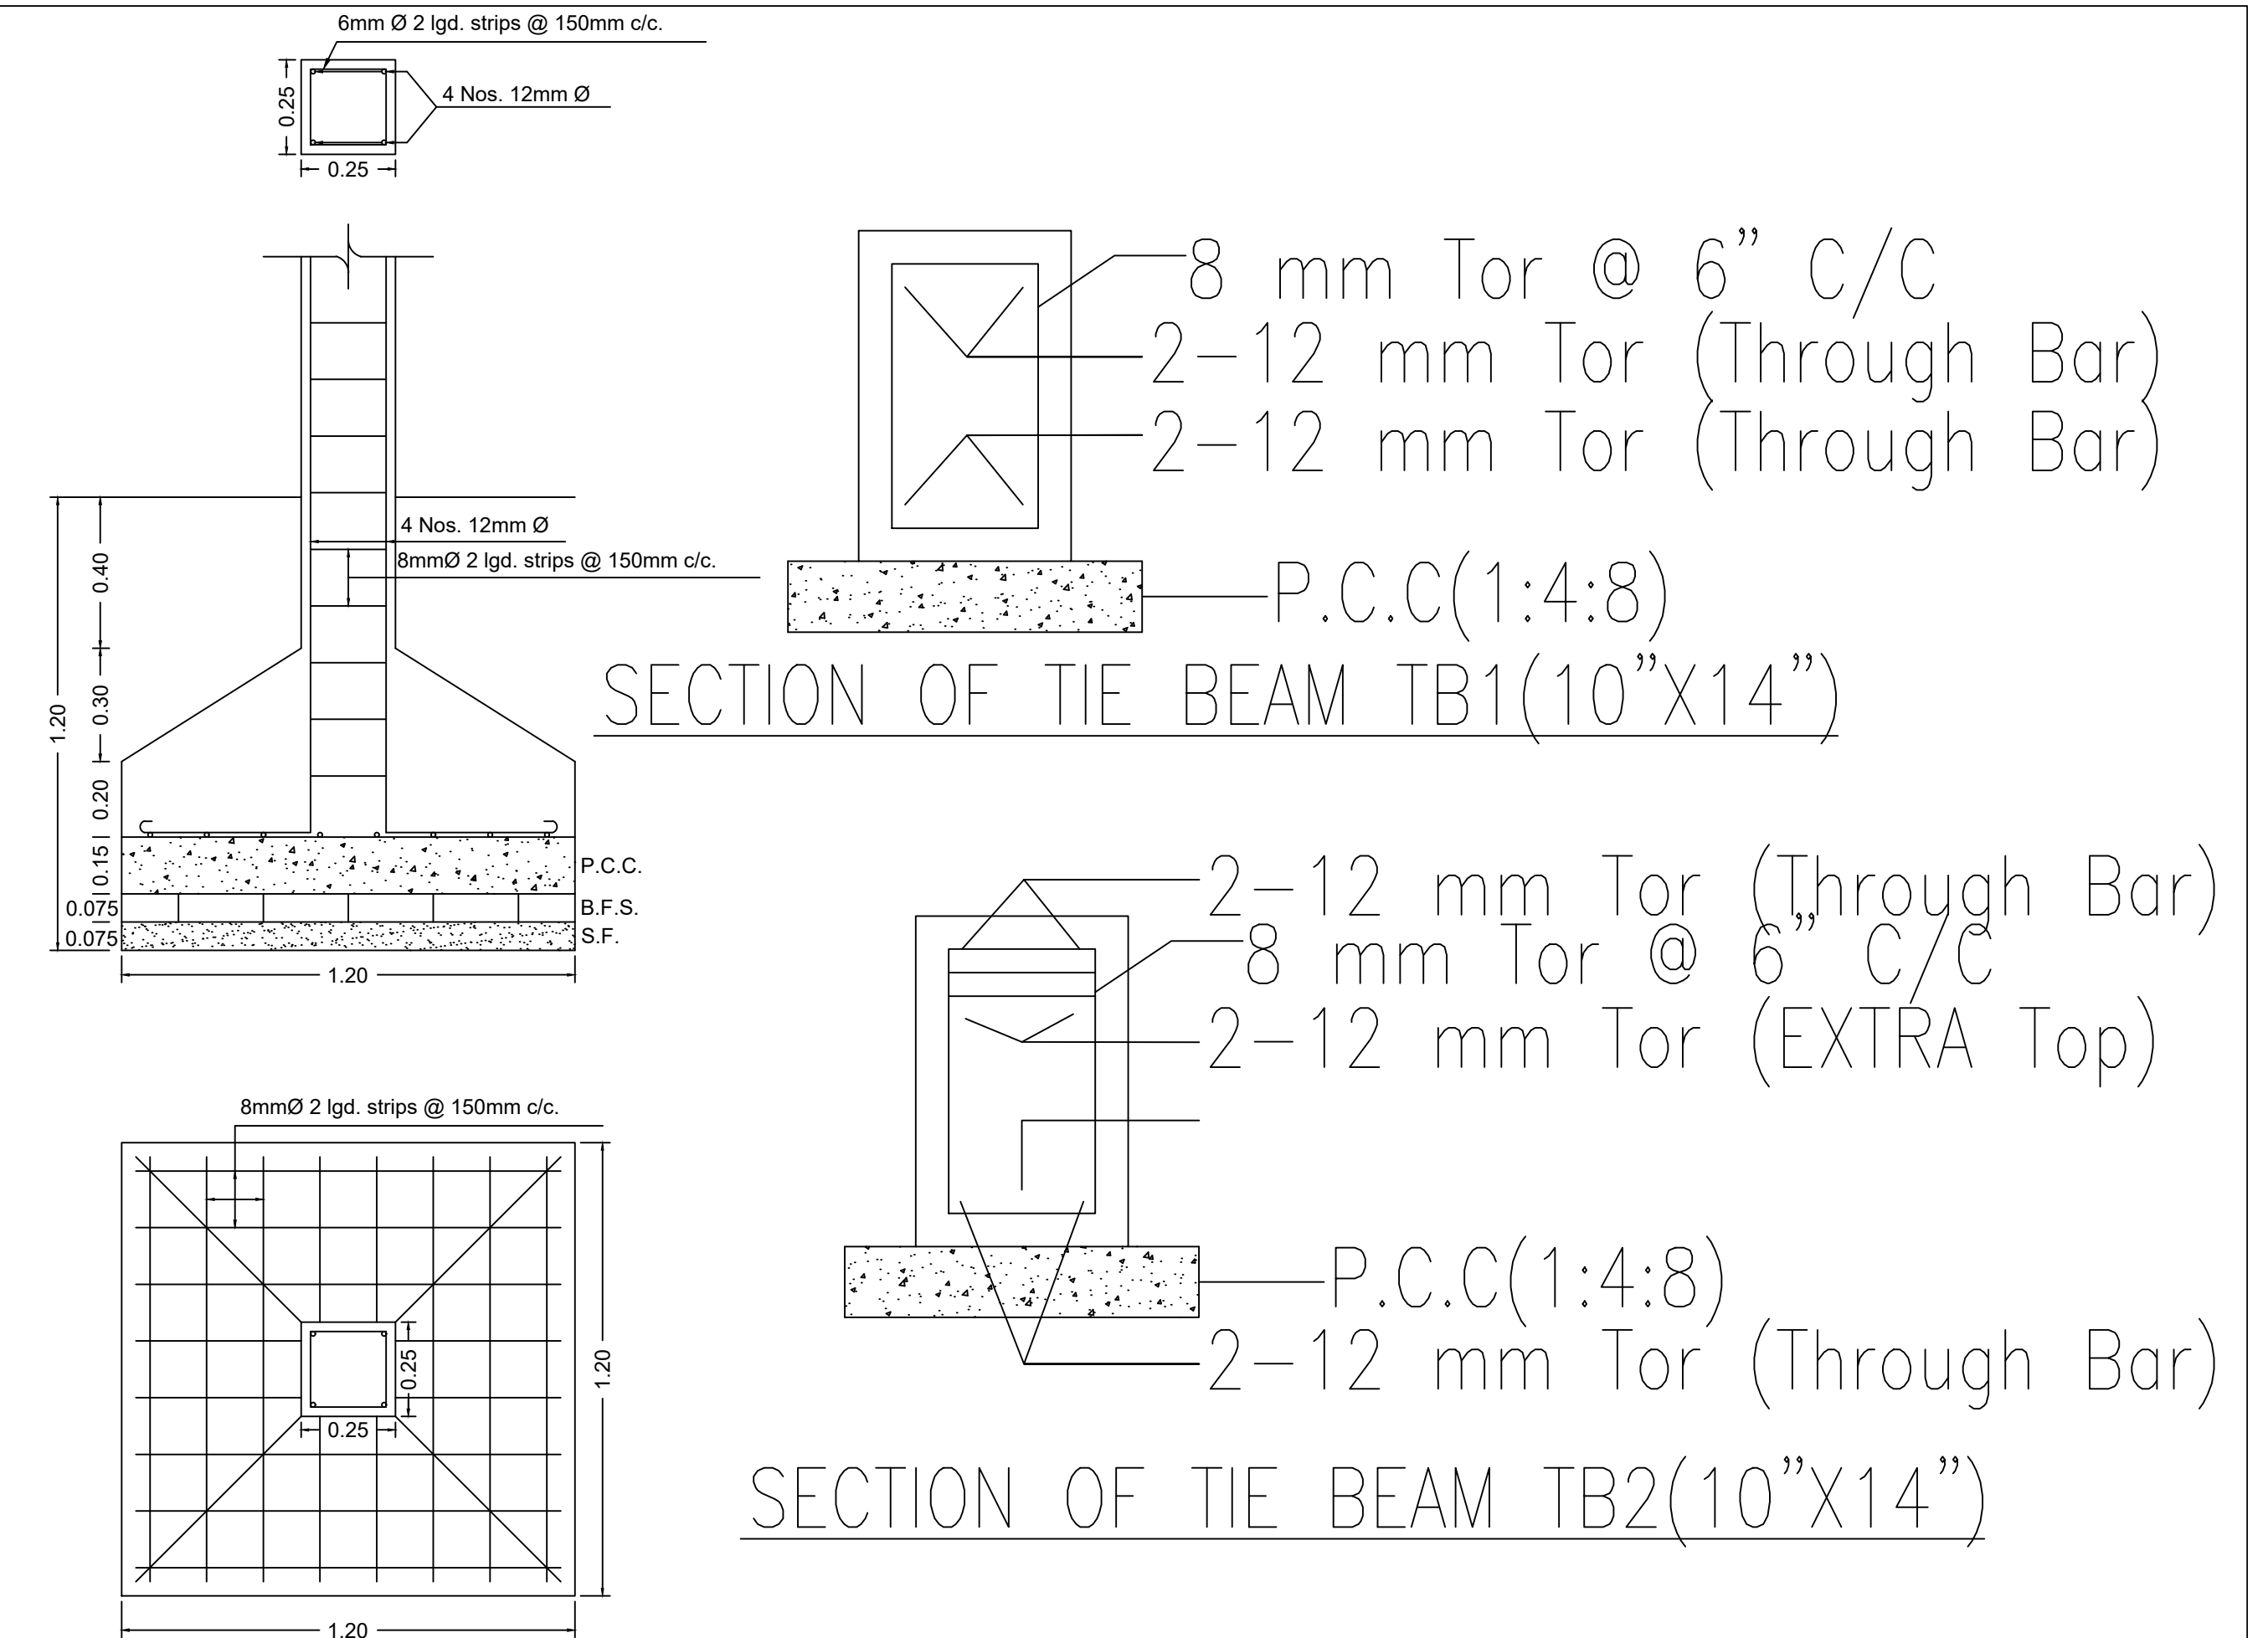 6mm Ø 2 lgd. strips @ 150mm c/c.
0.25
4 Nos. 12mm Ø
0.25
8 mm Tor @ 6” C/C
2-12 mm Tor (Through Bar)
2-12 mm Tor (Through Bar)
P.C.C(1:4:8)
SECTION OF TIE BEAM TB1(10”X14”)
4 Nos. 12mm Ø
8mmØ 2 lgd. strips @ 150mm c/c.
0.40
0.30
1.20
0.20
0.15
P.C.C.
0.075
B.F.S.
0.075
S.F.
1.20
2-12 mm Tor (Through Bar)
8 mm Tor @ 6” C/C
2-12 mm Tor (EXTRA Top)
P.C.C(1:4:8)
2-12 mm Tor (Through Bar)
SECTION OF TIE BEAM TB2(10”X14”)
8mmØ 2 lgd. strips @ 150mm c/c.
0.25
0.25
1.20
1.20